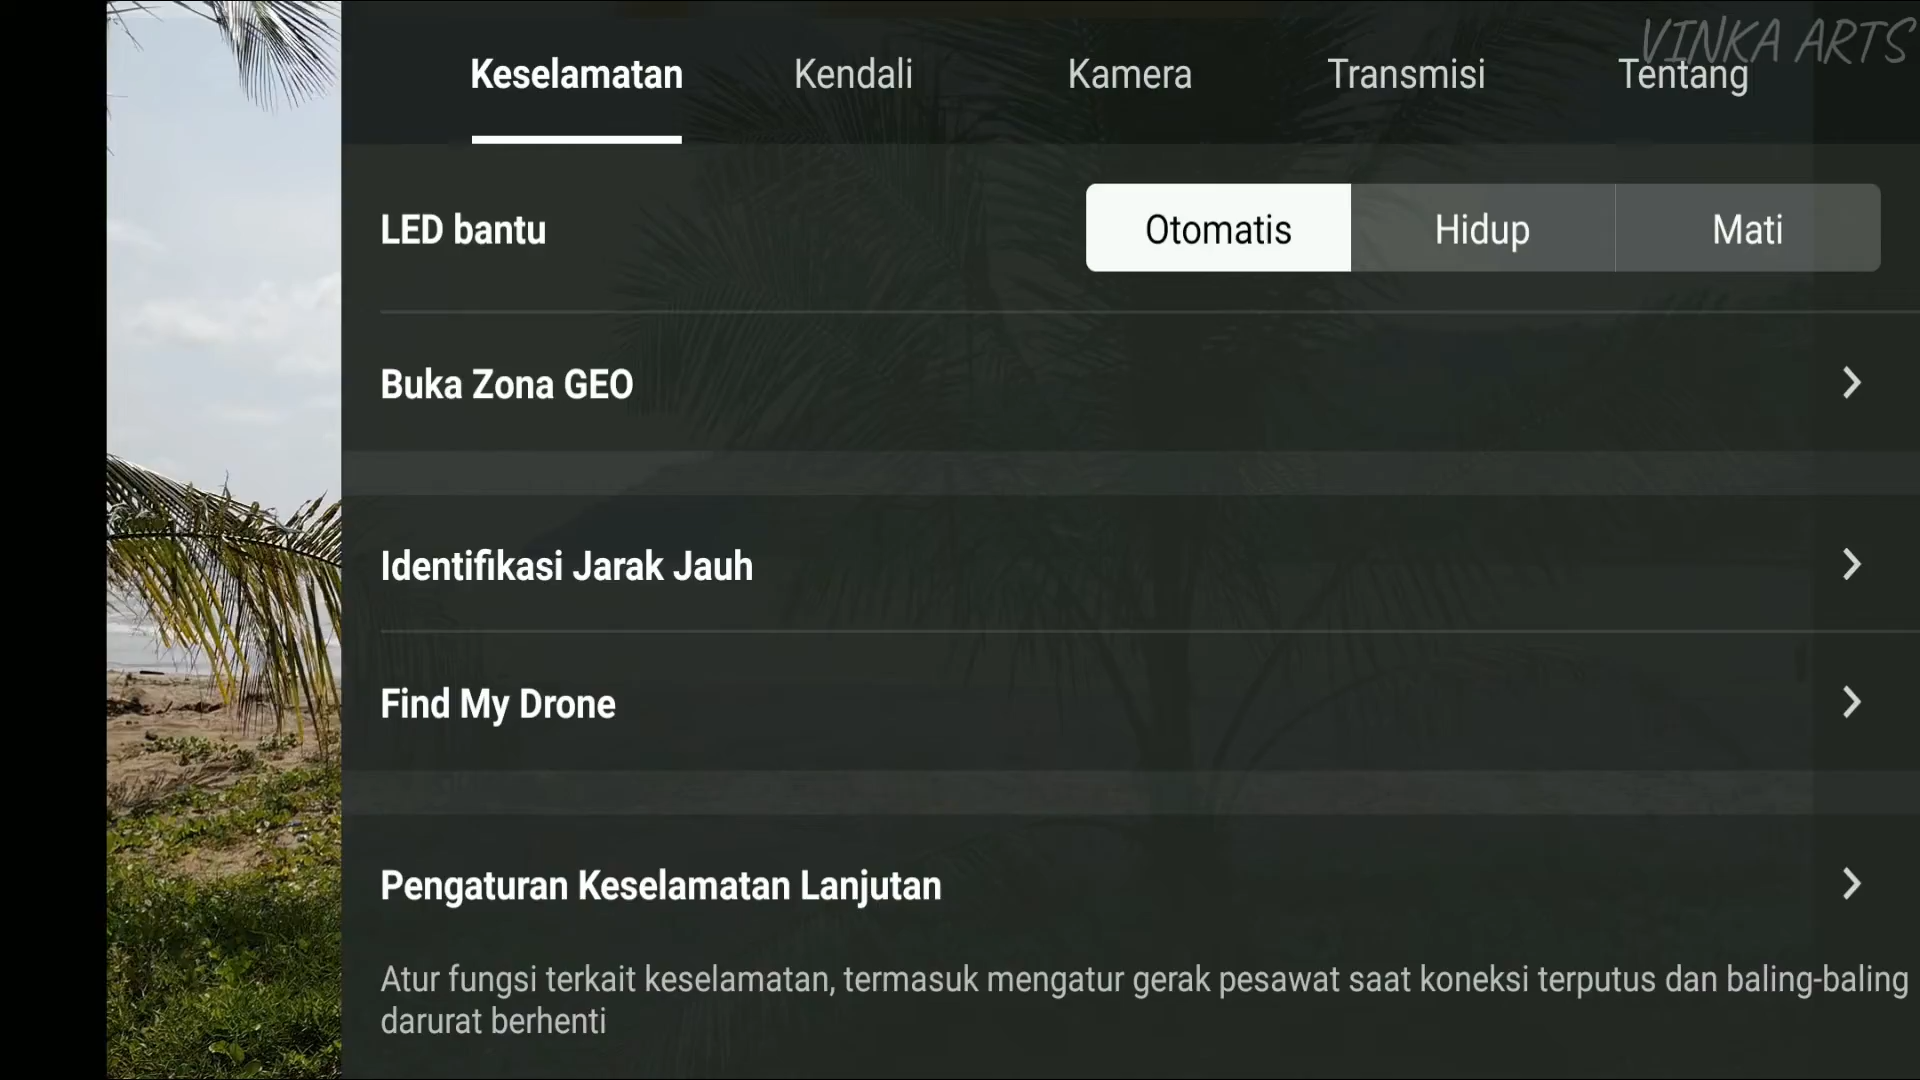 VINKA ARTS
Keselamatan Kendali Kamera Transmisi Tentang
LED bantu Otomatis Hidup Mati
Buka Zona GEO
Identifikasi Jarak Jauh
Find My Drone
Pengaturan Keselamatan Lanjutan
Atur fungsi terkait keselamatan, termasuk mengatur gerak pesawat saat koneksi terputus dan baling-baling
darurat berhenti